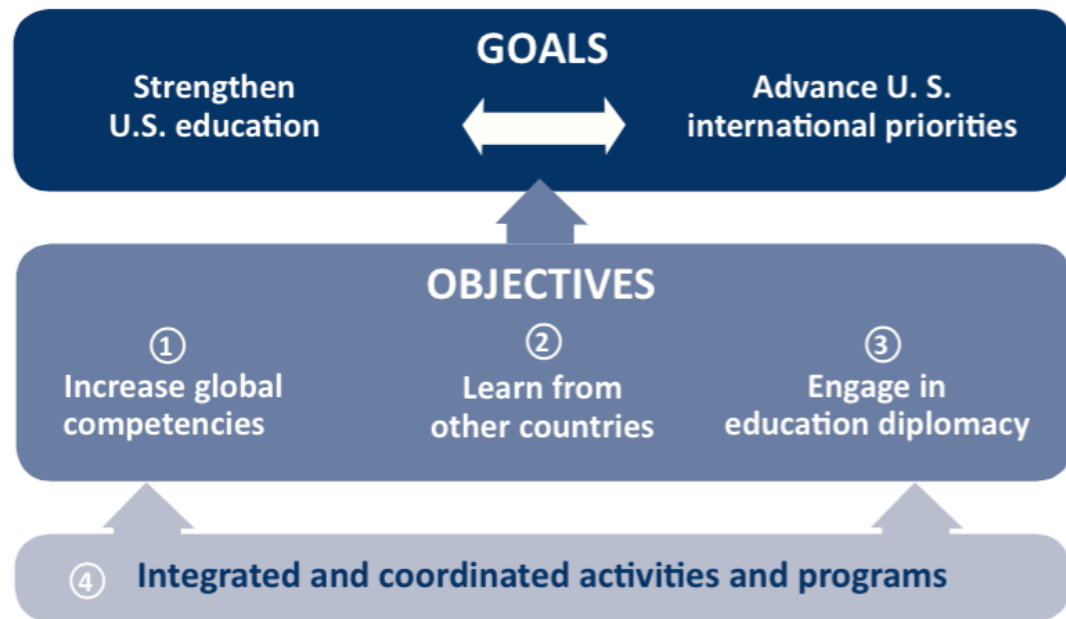 GOALS
Strengthen
U.S. education
Advance U. S.
international priorities
OBJECTIVES
①
Increase global
competencies
②
Learn from
other countries
③
Engage in
education diplomacy
④ Integrated and coordinated activities and programs